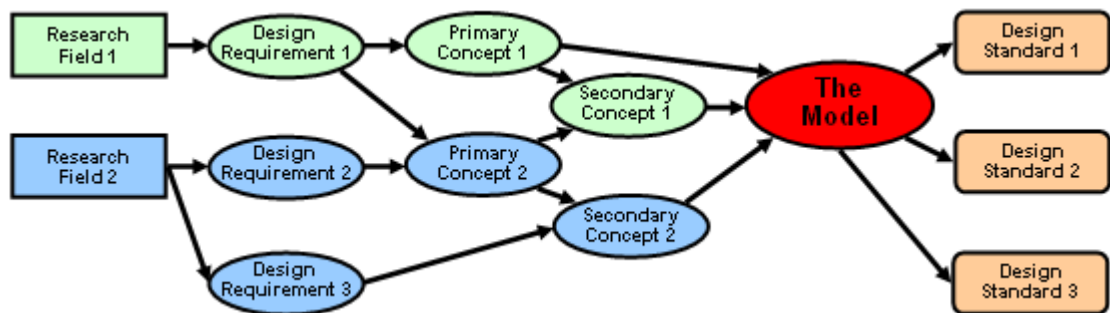 Research
Field 1
Design
Requirement 1
Primary
Concept 1
Secondary
Concept 1
The
Model
Design
Standard 1
Research
Field 2
Design
Requirement 2
Primary
Concept 2
Secondary
Concept 2
Design
Standard 2
Design
Requirement 3
Design
Standard 3